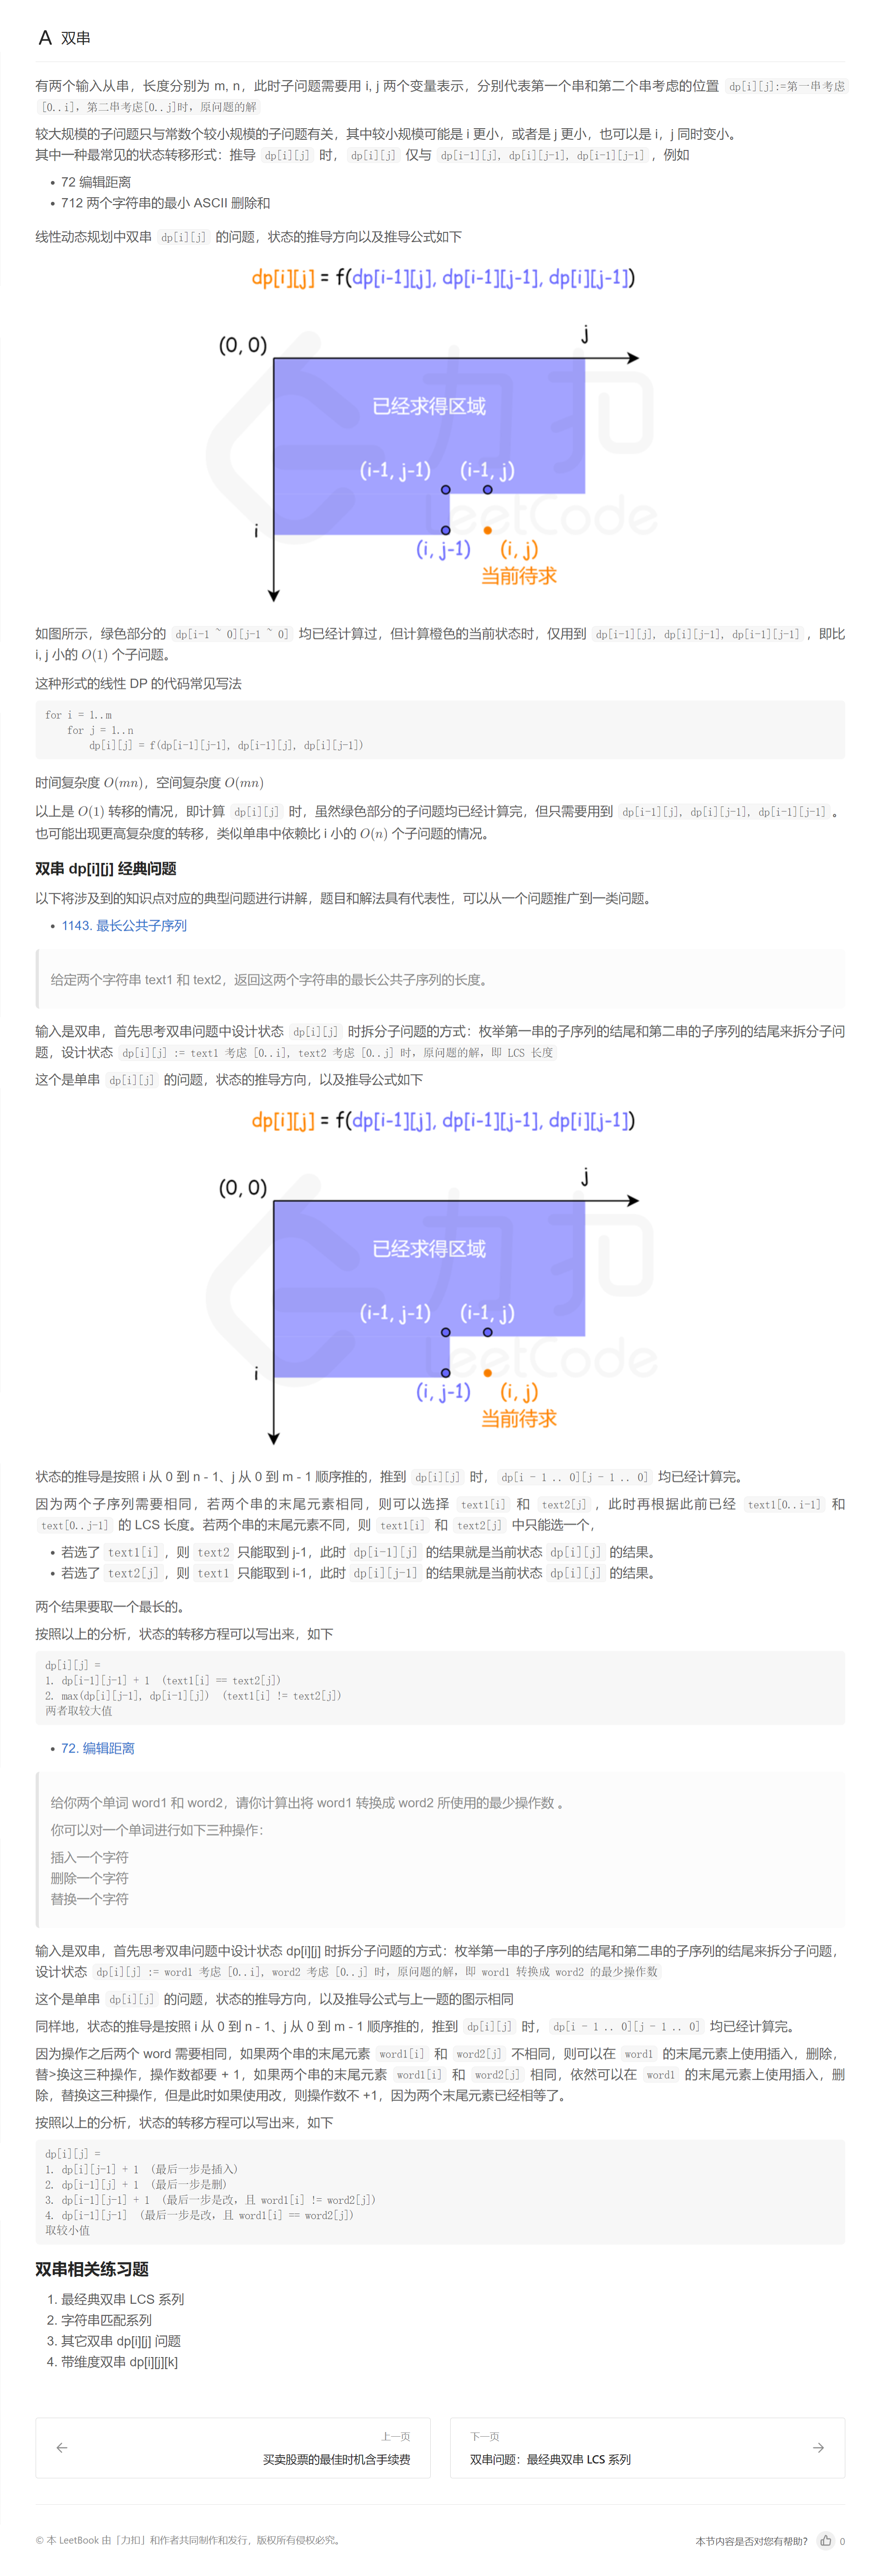 A 双串
有两个输入从串，长度分别为 m, n，此时子问题需要用 i, j 两个变量表示，分别代表第一个串和第二个串考虑的位置 dp[i][j]:=第一串考虑
[0..i]，第二串考虑[0..j]时，原问题的解
较大规模的子问题只与常数个较小规模的子问题有关，其中较小规模可能是 i 更小，或者是 j 更小，也可以是 i，j 同时变小。
其中一种最常见的状态转移形式：推导 dp[i][j] 时，dp[i][j] 仅与 dp[i-1][j], dp[i][j-1], dp[i-1][j-1]，例如
• 72 编辑距离
• 712 两个字符串的最小 ASCII 删除和
线性动态规划中双串 dp[i][j] 的问题，状态的推导方向以及推导公式如下
dp[i][j] = f(dp[i-1][j], dp[i-1][j-1], dp[i][j-1])
j
(0, 0)
力扣
已经求得区域
(i-1, j-1) (i-1, j)
LeetCode
i
(i, j-1) (i, j)
当前待求
如图所示，绿色部分的 dp[i-1 ~ 0][j-1 ~ 0] 均已经计算过，但计算橙色的当前状态时，仅用到 dp[i-1][j], dp[i][j-1], dp[i-1][j-1]，即比
i, j 小的 O(1) 个子问题。
这种形式的线性 DP 的代码常见写法
for i = 1..m
    for j = 1..n
        dp[i][j] = f(dp[i-1][j-1], dp[i-1][j], dp[i][j-1])
时间复杂度 O(mn)，空间复杂度 O(mn)
以上是 O(1) 转移的情况，即计算 dp[i][j] 时，虽然绿色部分的子问题均已经计算完，但只需要用到 dp[i-1][j], dp[i][j-1], dp[i-1][j-1]。
也可能出现更高复杂度的转移，类似单串中依赖比 i 小的 O(n) 个子问题的情况。
双串 dp[i][j] 经典问题
以下将涉及到的知识点对应的典型问题进行讲解，题目和解法具有代表性，可以从一个问题推广到一类问题。
• 1143. 最长公共子序列
给定两个字符串 text1 和 text2，返回这两个字符串的最长公共子序列的长度。
输入是双串，首先思考双串问题中设计状态 dp[i][j] 时拆分子问题的方式：枚举第一串的子序列的结尾和第二串的子序列的结尾来拆分子问
题，设计状态 dp[i][j] := text1 考虑 [0..i], text2 考虑 [0..j] 时，原问题的解，即 LCS 长度
这个是单串 dp[i][j] 的问题，状态的推导方向，以及推导公式如下
dp[i][j] = f(dp[i-1][j], dp[i-1][j-1], dp[i][j-1])
j
(0, 0)
力扣
已经求得区域
(i-1, j-1) (i-1, j)
LeetCode
i
(i, j-1) (i, j)
当前待求
状态的推导是按照 i 从 0 到 n - 1、j 从 0 到 m - 1 顺序推的，推到 dp[i][j] 时，dp[i - 1 .. 0][j - 1 .. 0] 均已经计算完。
因为两个子序列需要相同，若两个串的末尾元素相同，则可以选择 text1[i] 和 text2[j]，此时再根据此前已经 text1[0..i-1] 和
text[0..j-1] 的 LCS 长度。若两个串的末尾元素不同，则 text1[i] 和 text2[j] 中只能选一个，
• 若选了 text1[i]，则 text2 只能取到 j-1，此时 dp[i-1][j] 的结果就是当前状态 dp[i][j] 的结果。
• 若选了 text2[j]，则 text1 只能取到 i-1，此时 dp[i][j-1] 的结果就是当前状态 dp[i][j] 的结果。
两个结果要取一个最长的。
按照以上的分析，状态的转移方程可以写出来，如下
dp[i][j] =
1. dp[i-1][j-1] + 1 (text1[i] == text2[j])
2. max(dp[i][j-1], dp[i-1][j]) (text1[i] != text2[j])
两者取较大值
• 72. 编辑距离
给你两个单词 word1 和 word2，请你计算出将 word1 转换成 word2 所使用的最少操作数 。
你可以对一个单词进行如下三种操作：
插入一个字符
删除一个字符
替换一个字符
输入是双串，首先思考双串问题中设计状态 dp[i][j] 时拆分子问题的方式：枚举第一串的子序列的结尾和第二串的子序列的结尾来拆分子问题，
设计状态 dp[i][j] := word1 考虑 [0..i], word2 考虑 [0..j] 时，原问题的解，即 word1 转换成 word2 的最少操作数
这个是单串 dp[i][j] 的问题，状态的推导方向，以及推导公式与上一题的图示相同
同样地，状态的推导是按照 i 从 0 到 n - 1、j 从 0 到 m - 1 顺序推的，推到 dp[i][j] 时，dp[i - 1 .. 0][j - 1 .. 0] 均已经计算完。
因为操作之后两个 word 需要相同，如果两个串的末尾元素 word1[i] 和 word2[j] 不相同，则可以在 word1 的末尾元素上使用插入，删除，
替>换这三种操作，操作数都要 + 1，如果两个串的末尾元素 word1[i] 和 word2[j] 相同，依然可以在 word1 的末尾元素上使用插入，删
除，替换这三种操作，但是此时如果使用改，则操作数不 +1，因为两个末尾元素已经相等了。
按照以上的分析，状态的转移方程可以写出来，如下
dp[i][j] =
1. dp[i][j-1] + 1 (最后一步是插入)
2. dp[i-1][j] + 1 (最后一步是删)
3. dp[i-1][j-1] + 1 (最后一步是改，且 word1[i] != word2[j])
4. dp[i-1][j-1] (最后一步是改，且 word1[i] == word2[j])
取较小值
双串相关练习题
1. 最经典双串 LCS 系列
2. 字符串匹配系列
3. 其它双串 dp[i][j] 问题
4. 带维度双串 dp[i][j][k]
← 上一页
买卖股票的最佳时机含手续费
下一页 →
双串问题：最经典双串 LCS 系列
© 本 LeetBook 由「力扣」和作者共同制作和发行，版权所有侵权必究。
本节内容是否对您有帮助? 0